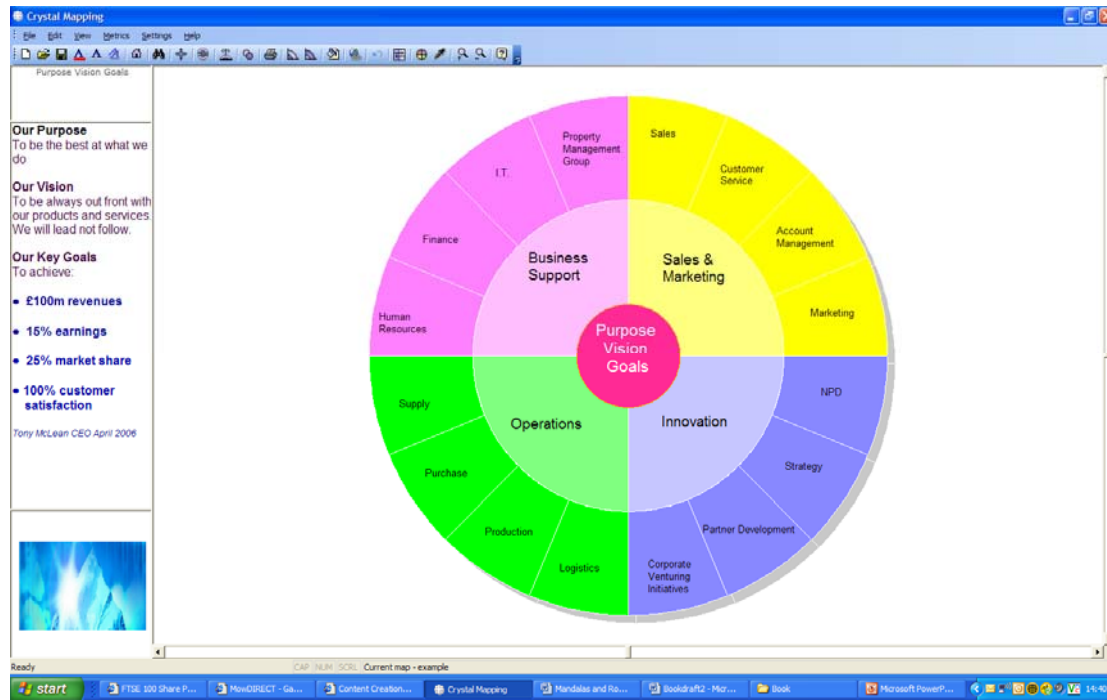 Crystal Mapping
File Edit View Metrics Settings Help
Purpose Vision Goals
Our Purpose
To be the best at what we
do
Our Vision
To be always out front with
our products and services.
We will lead not follow.
Our Key Goals
To achieve:
• £100m revenues
• 15% earnings
• 25% market share
• 100% customer
satisfaction
Tony McLean CEO April 2006
Property
Management
Group
I.T.
Finance
Human
Resources
Business
Support
Sales
Customer
Service
Account
Management
Marketing
Sales &
Marketing
Purpose
Vision
Goals
Supply
Purchase
Production
Logistics
Operations
Innovation
NPD
Strategy
Partner Development
Corporate
Venturing
Initiatives
Ready
CAP NUM SCRL Current map - example
start FTSE 100 Share P... MowDIRECT - Ga... Content Creation... Crystal Mapping Mandalas and Ro... Bookdraft2 - Micr... Book Microsoft PowerP...